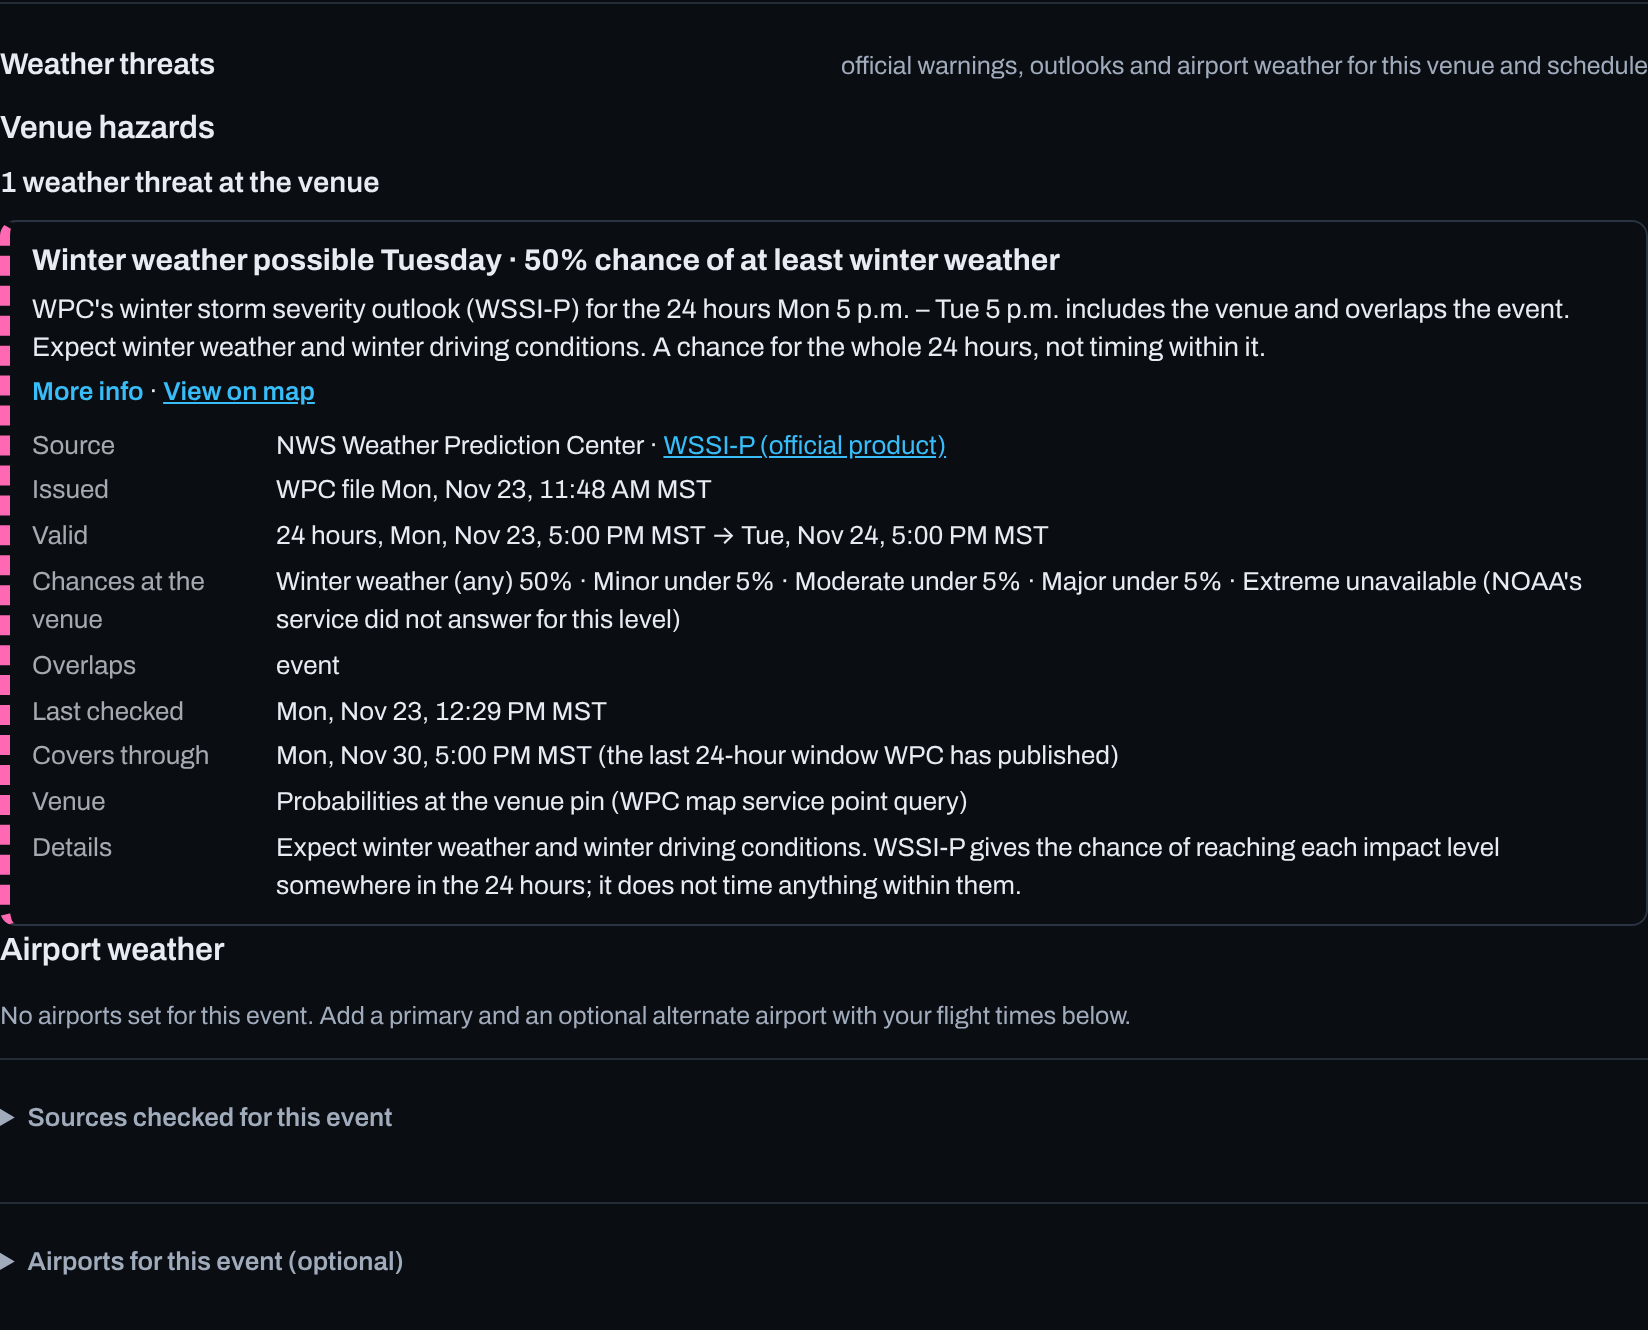 Weather threats
official warnings, outlooks and airport weather for this venue and schedule
Venue hazards
1 weather threat at the venue
Winter weather possible Tuesday · 50% chance of at least winter weather
WPC's winter storm severity outlook (WSSI-P) for the 24 hours Mon 5 p.m. – Tue 5 p.m. includes the venue and overlaps the event.
Expect winter weather and winter driving conditions. A chance for the whole 24 hours, not timing within it.
More info · View on map
Source NWS Weather Prediction Center · WSSI-P (official product)
Issued WPC file Mon, Nov 23, 11:48 AM MST
Valid 24 hours, Mon, Nov 23, 5:00 PM MST → Tue, Nov 24, 5:00 PM MST
Chances at the venue
Winter weather (any) 50% · Minor under 5% · Moderate under 5% · Major under 5% · Extreme unavailable (NOAA's
service did not answer for this level)
Overlaps event
Last checked Mon, Nov 23, 12:29 PM MST
Covers through Mon, Nov 30, 5:00 PM MST (the last 24-hour window WPC has published)
Venue Probabilities at the venue pin (WPC map service point query)
Details Expect winter weather and winter driving conditions. WSSI-P gives the chance of reaching each impact level
somewhere in the 24 hours; it does not time anything within them.
Airport weather
No airports set for this event. Add a primary and an optional alternate airport with your flight times below.
Sources checked for this event
Airports for this event (optional)